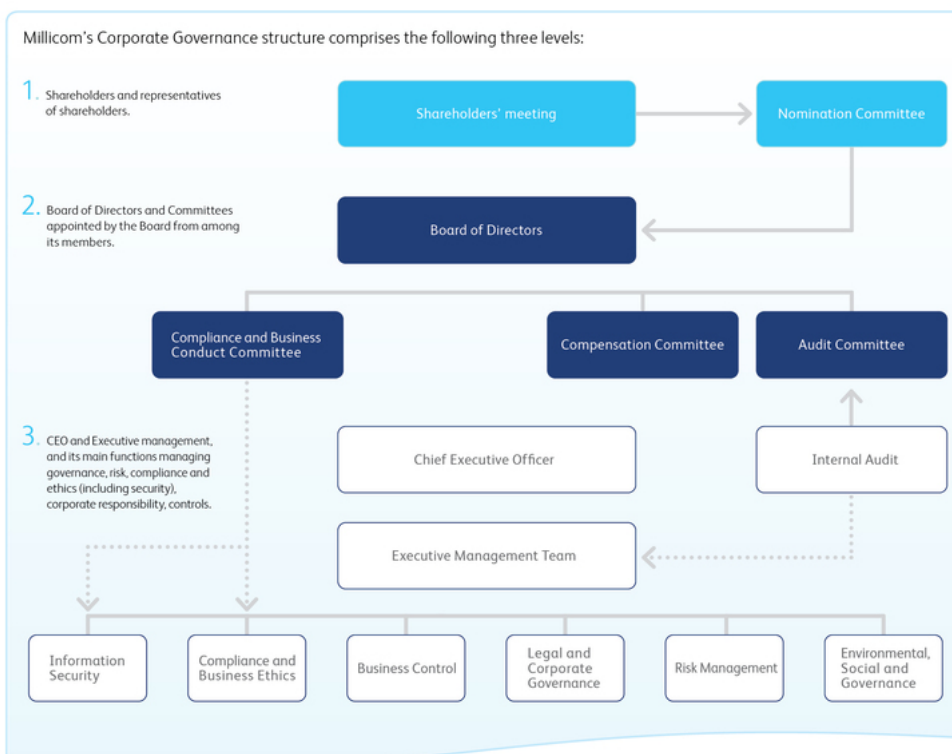 Millicom's Corporate Governance structure comprises the following three levels:
1. Shareholders and representatives
of shareholders.
Shareholders' meeting
Nomination Committee
2. Board of Directors and Committees
appointed by the Board from among
its members.
Board of Directors
Compliance and Business
Conduct Committee
Compensation Committee
Audit Committee
3. CEO and Executive management,
and its main functions managing
governance, risk, compliance and
ethics (including security),
corporate responsibility, controls.
Chief Executive Officer
Internal Audit
Executive Management Team
Information
Security
Compliance and
Business Ethics
Business Control
Legal and
Corporate
Governance
Risk Management
Environmental,
Social and
Governance